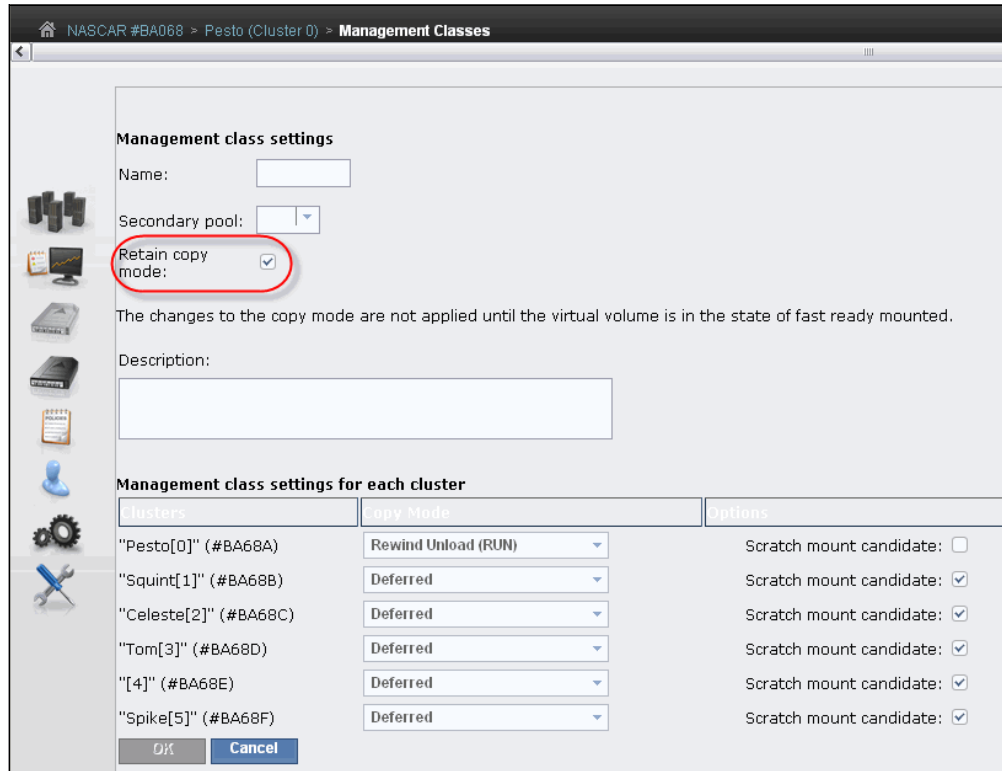 NASCAR #BA068 > Pesto (Cluster 0) > Management Classes
Management class settings
Name:
Secondary pool:
Retain copy
mode:
The changes to the copy mode are not applied until the virtual volume is in the state of fast ready mounted.
Description:
Management class settings for each cluster
Clusters Copy Mode Options
"Pesto[0]" (#BA68A) Rewind Unload (RUN) Scratch mount candidate:
"Squint[1]" (#BA68B) Deferred Scratch mount candidate:
"Celeste[2]" (#BA68C) Deferred Scratch mount candidate:
"Tom[3]" (#BA68D) Deferred Scratch mount candidate:
"[4]" (#BA68E) Deferred Scratch mount candidate:
"Spike[5]" (#BA68F) Deferred Scratch mount candidate:
OK Cancel
POLICIES